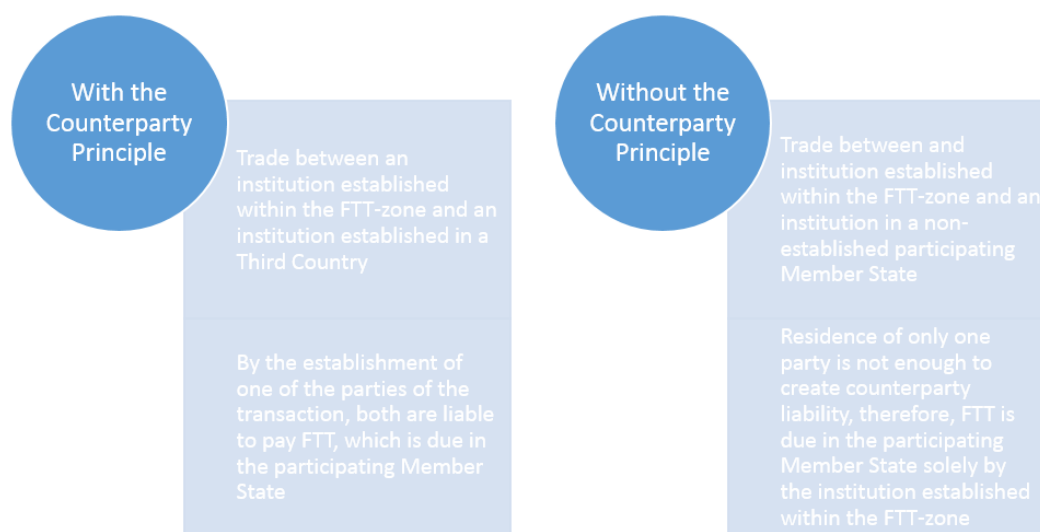 With the
Counterparty
Principle
Trade between an
institution established
within the FTT-zone and an
institution established in a
Third Country
By the establishment of
one of the parties of the
transaction, both are liable
to pay FTT, which is due in
the participating Member
State
Without the
Counterparty
Principle
Trade between and
institution established
within the FTT-zone and an
institution in a non-
established participating
Member State
Residence of only one
party is not enough to
create counterparty
liability, therefore, FTT is
due in the participating
Member State solely by
the institution established
within the FTT-zone